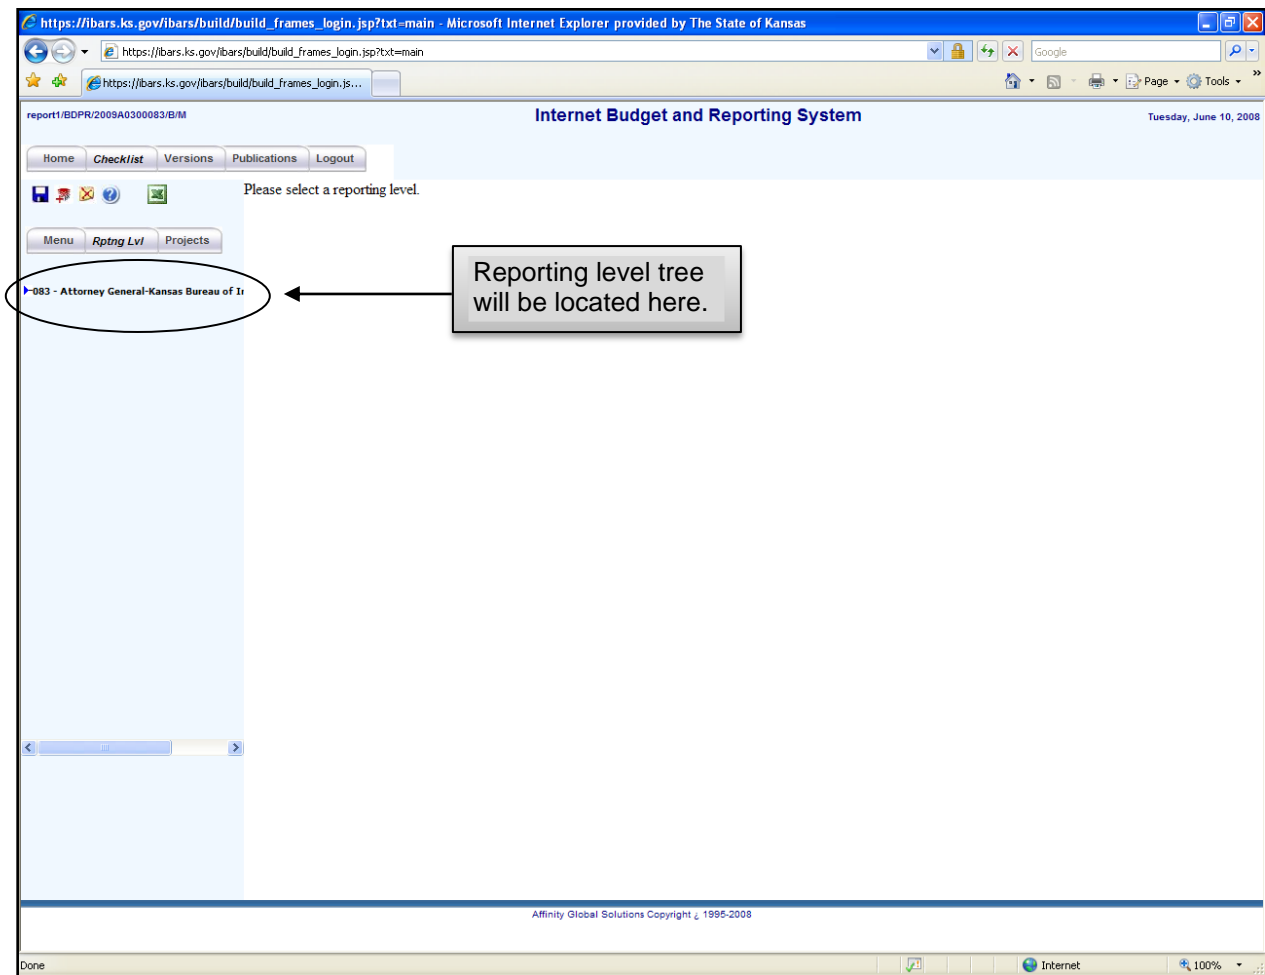 https://ibars.ks.gov/ibars/build/build_frames_login.jsp?txt=main - Microsoft Internet Explorer provided by The State of Kansas
https://ibars.ks.gov/ibars/build/build_frames_login.jsp?txt=main
Google
https://ibars.ks.gov/ibars/build/build_frames_login.js...
Page Tools »
report1/BDPR/2009A0300083/B/M
Internet Budget and Reporting System
Tuesday, June 10, 2008
Home Checklist Versions Publications Logout
Please select a reporting level.
Menu Rptng Lvl Projects
083 - Attorney General-Kansas Bureau of In
Reporting level tree
will be located here.
Affinity Global Solutions Copyright ¿ 1995-2008
Done
Internet
100%